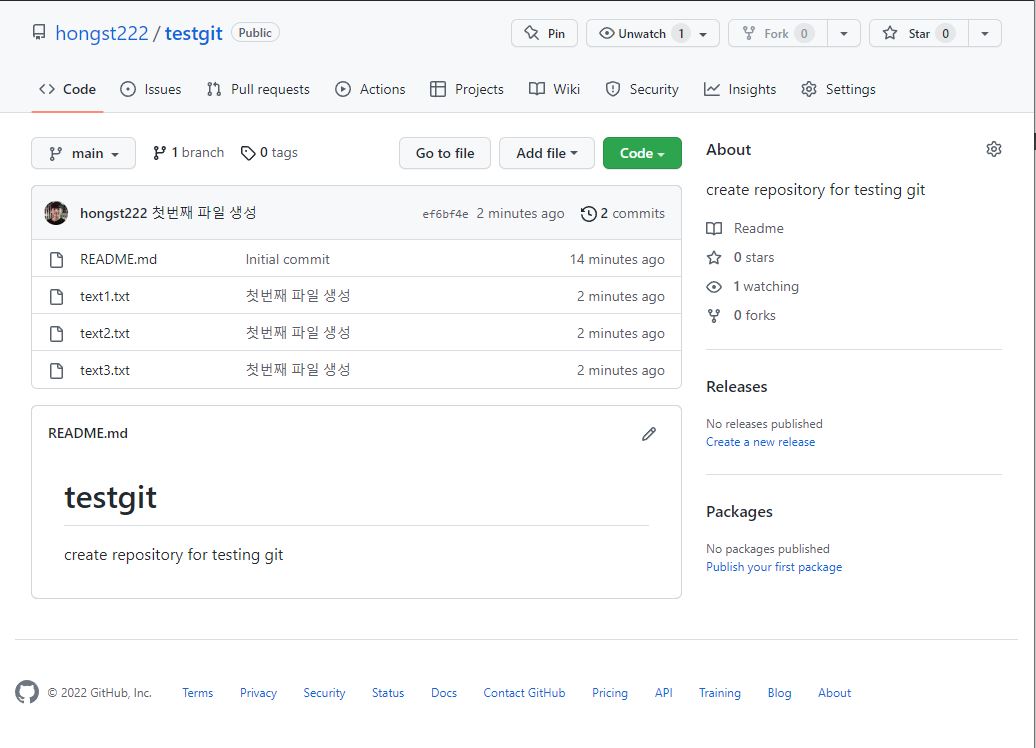 hongst222 / testgit Public Pin Unwatch 1 Fork 0 Star 0
Code Issues Pull requests Actions Projects Wiki Security Insights Settings
main 1 branch 0 tags Go to file Add file Code
hongst222 첫번째 파일 생성 ef6bf4e 2 minutes ago 2 commits
README.md Initial commit 14 minutes ago
text1.txt 첫번째 파일 생성 2 minutes ago
text2.txt 첫번째 파일 생성 2 minutes ago
text3.txt 첫번째 파일 생성 2 minutes ago
README.md
testgit
create repository for testing git
About
create repository for testing git
Readme
0 stars
1 watching
0 forks
Releases
No releases published
Create a new release
Packages
No packages published
Publish your first package
© 2022 GitHub, Inc. Terms Privacy Security Status Docs Contact GitHub Pricing API Training Blog About